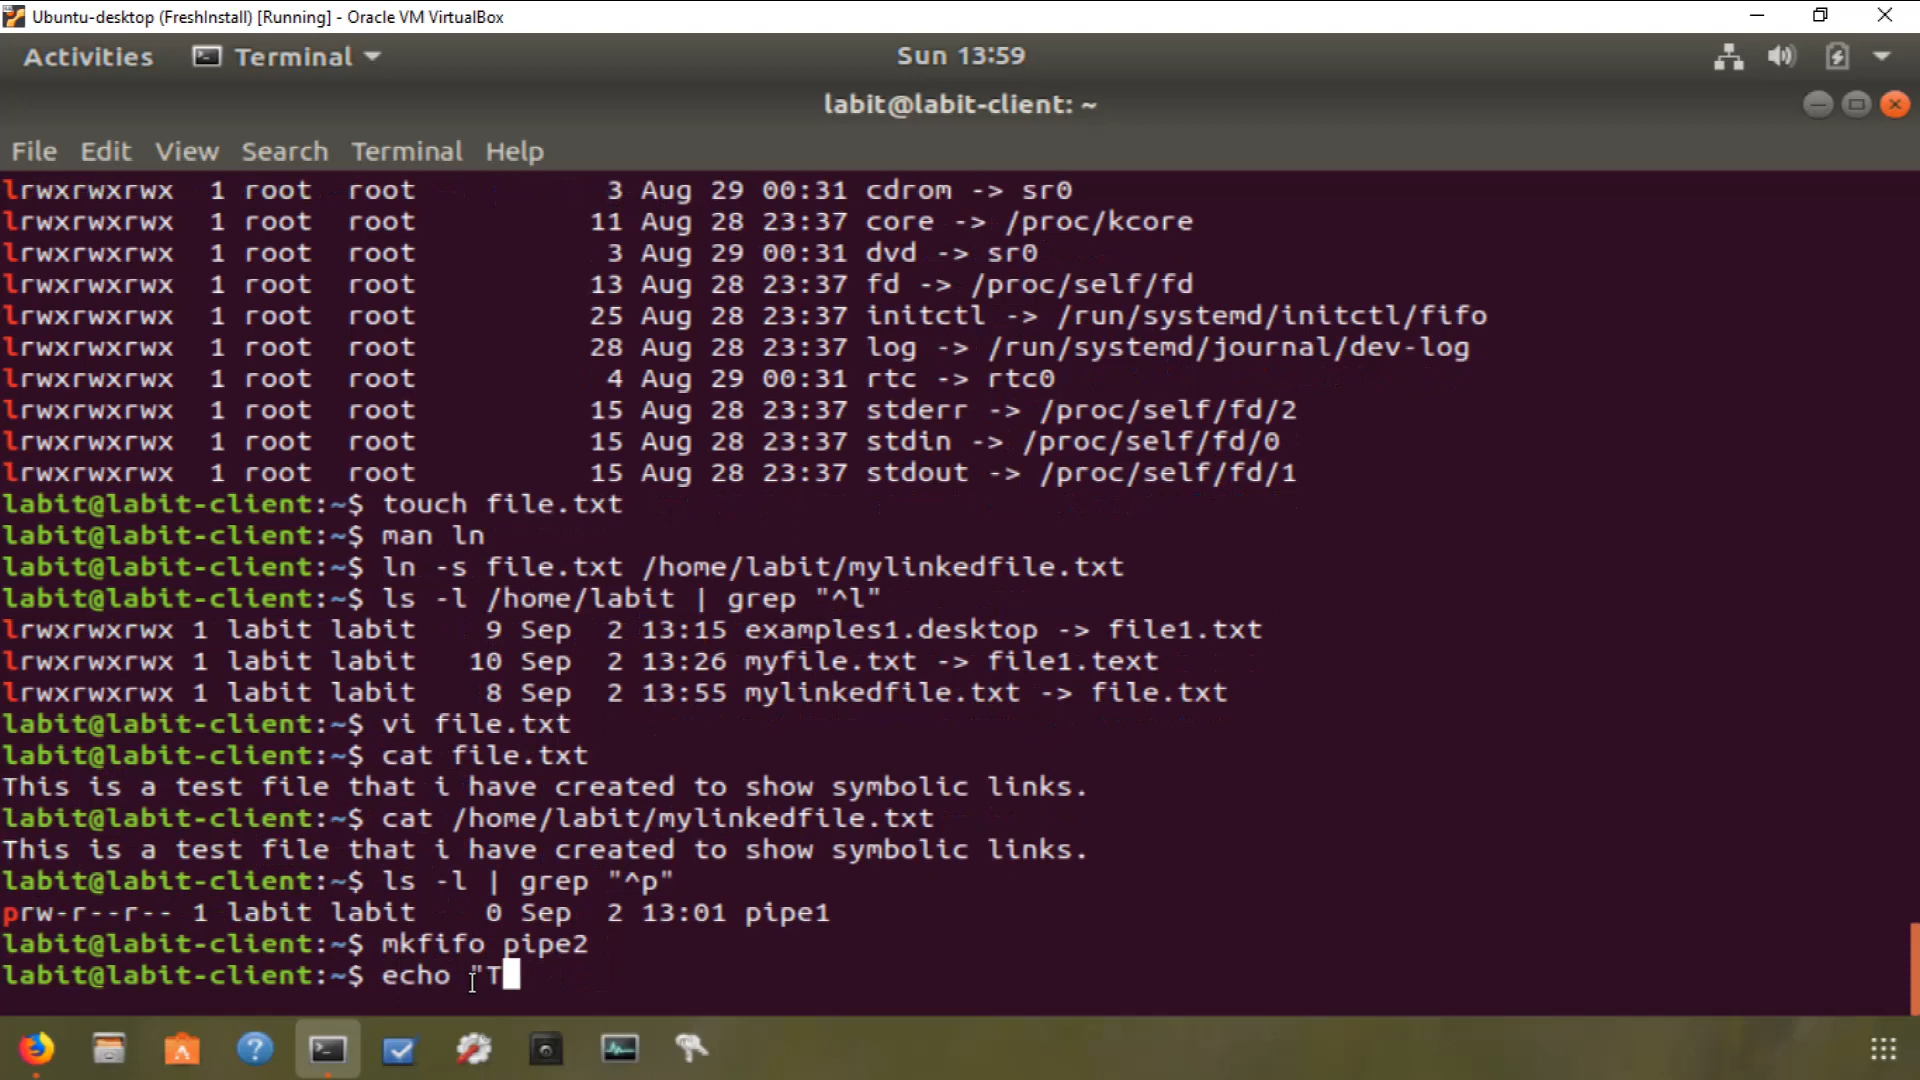 Ubuntu-desktop (FreshInstall) [Running] - Oracle VM VirtualBox
Activities Terminal Sun 13:59
labit@labit-client: ~
File Edit View Search Terminal Help
lrwxrwxrwx 1 root root 3 Aug 29 00:31 cdrom -> sr0
lrwxrwxrwx 1 root root 11 Aug 28 23:37 core -> /proc/kcore
lrwxrwxrwx 1 root root 3 Aug 29 00:31 dvd -> sr0
lrwxrwxrwx 1 root root 13 Aug 28 23:37 fd -> /proc/self/fd
lrwxrwxrwx 1 root root 25 Aug 28 23:37 initctl -> /run/systemd/initctl/fifo
lrwxrwxrwx 1 root root 28 Aug 28 23:37 log -> /run/systemd/journal/dev-log
lrwxrwxrwx 1 root root 4 Aug 29 00:31 rtc -> rtc0
lrwxrwxrwx 1 root root 15 Aug 28 23:37 stderr -> /proc/self/fd/2
lrwxrwxrwx 1 root root 15 Aug 28 23:37 stdin -> /proc/self/fd/0
lrwxrwxrwx 1 root root 15 Aug 28 23:37 stdout -> /proc/self/fd/1
labit@labit-client:~$ touch file.txt
labit@labit-client:~$ man ln
labit@labit-client:~$ ln -s file.txt /home/labit/mylinkedfile.txt
labit@labit-client:~$ ls -l /home/labit | grep "^l"
lrwxrwxrwx 1 labit labit 9 Sep 2 13:15 examples1.desktop -> file1.txt
lrwxrwxrwx 1 labit labit 10 Sep 2 13:26 myfile.txt -> file1.text
lrwxrwxrwx 1 labit labit 8 Sep 2 13:55 mylinkedfile.txt -> file.txt
labit@labit-client:~$ vi file.txt
labit@labit-client:~$ cat file.txt
This is a test file that i have created to show symbolic links.
labit@labit-client:~$ cat /home/labit/mylinkedfile.txt
This is a test file that i have created to show symbolic links.
labit@labit-client:~$ ls -l | grep "^p"
prw-r--r-- 1 labit labit 0 Sep 2 13:01 pipe1
labit@labit-client:~$ mkfifo pipe2
labit@labit-client:~$ echo "T